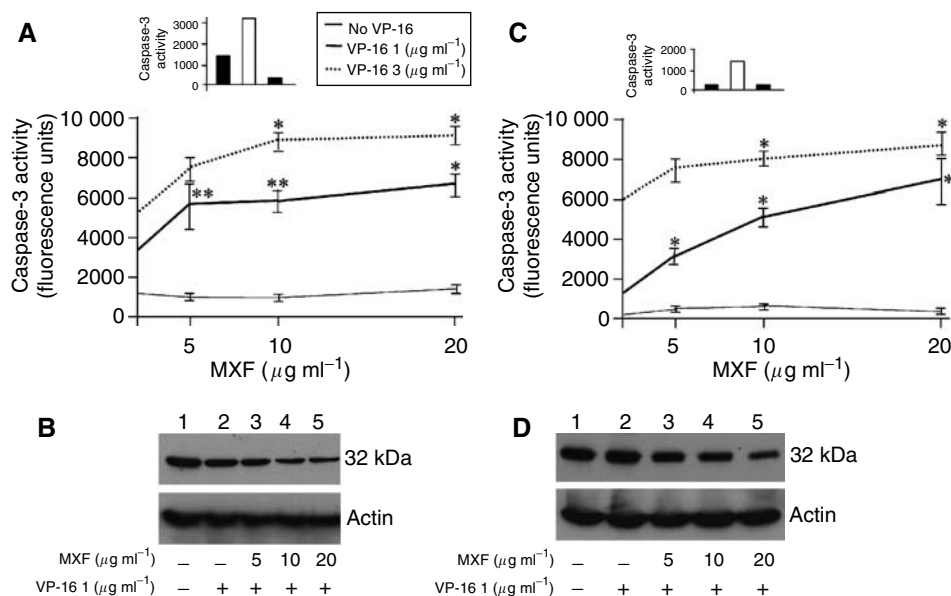 A
Caspase-3
activity
3000
2000
1000
0
No VP-16
VP-16 1 (µg ml−1)
VP-16 3 (µg ml−1)
Caspase-3 activity
(fluorescence units)
10 000
8000
6000
4000
2000
0
* * ** ** *
5 10 20
MXF (µg ml−1)
C
Caspase-3
activity
2000
1000
0
Caspase-3 activity
(fluorescence units)
10 000
8000
6000
4000
2000
0
* * * * *
5 10 20
MXF (µg ml−1)
B
1 2 3 4 5
32 kDa
Actin
MXF (µg ml−1) – – 5 10 20
VP-16 1 (µg ml−1) – + + + +
D
1 2 3 4 5
32 kDa
Actin
MXF (µg ml−1) – – 5 10 20
VP-16 1 (µg ml−1) – + + + +